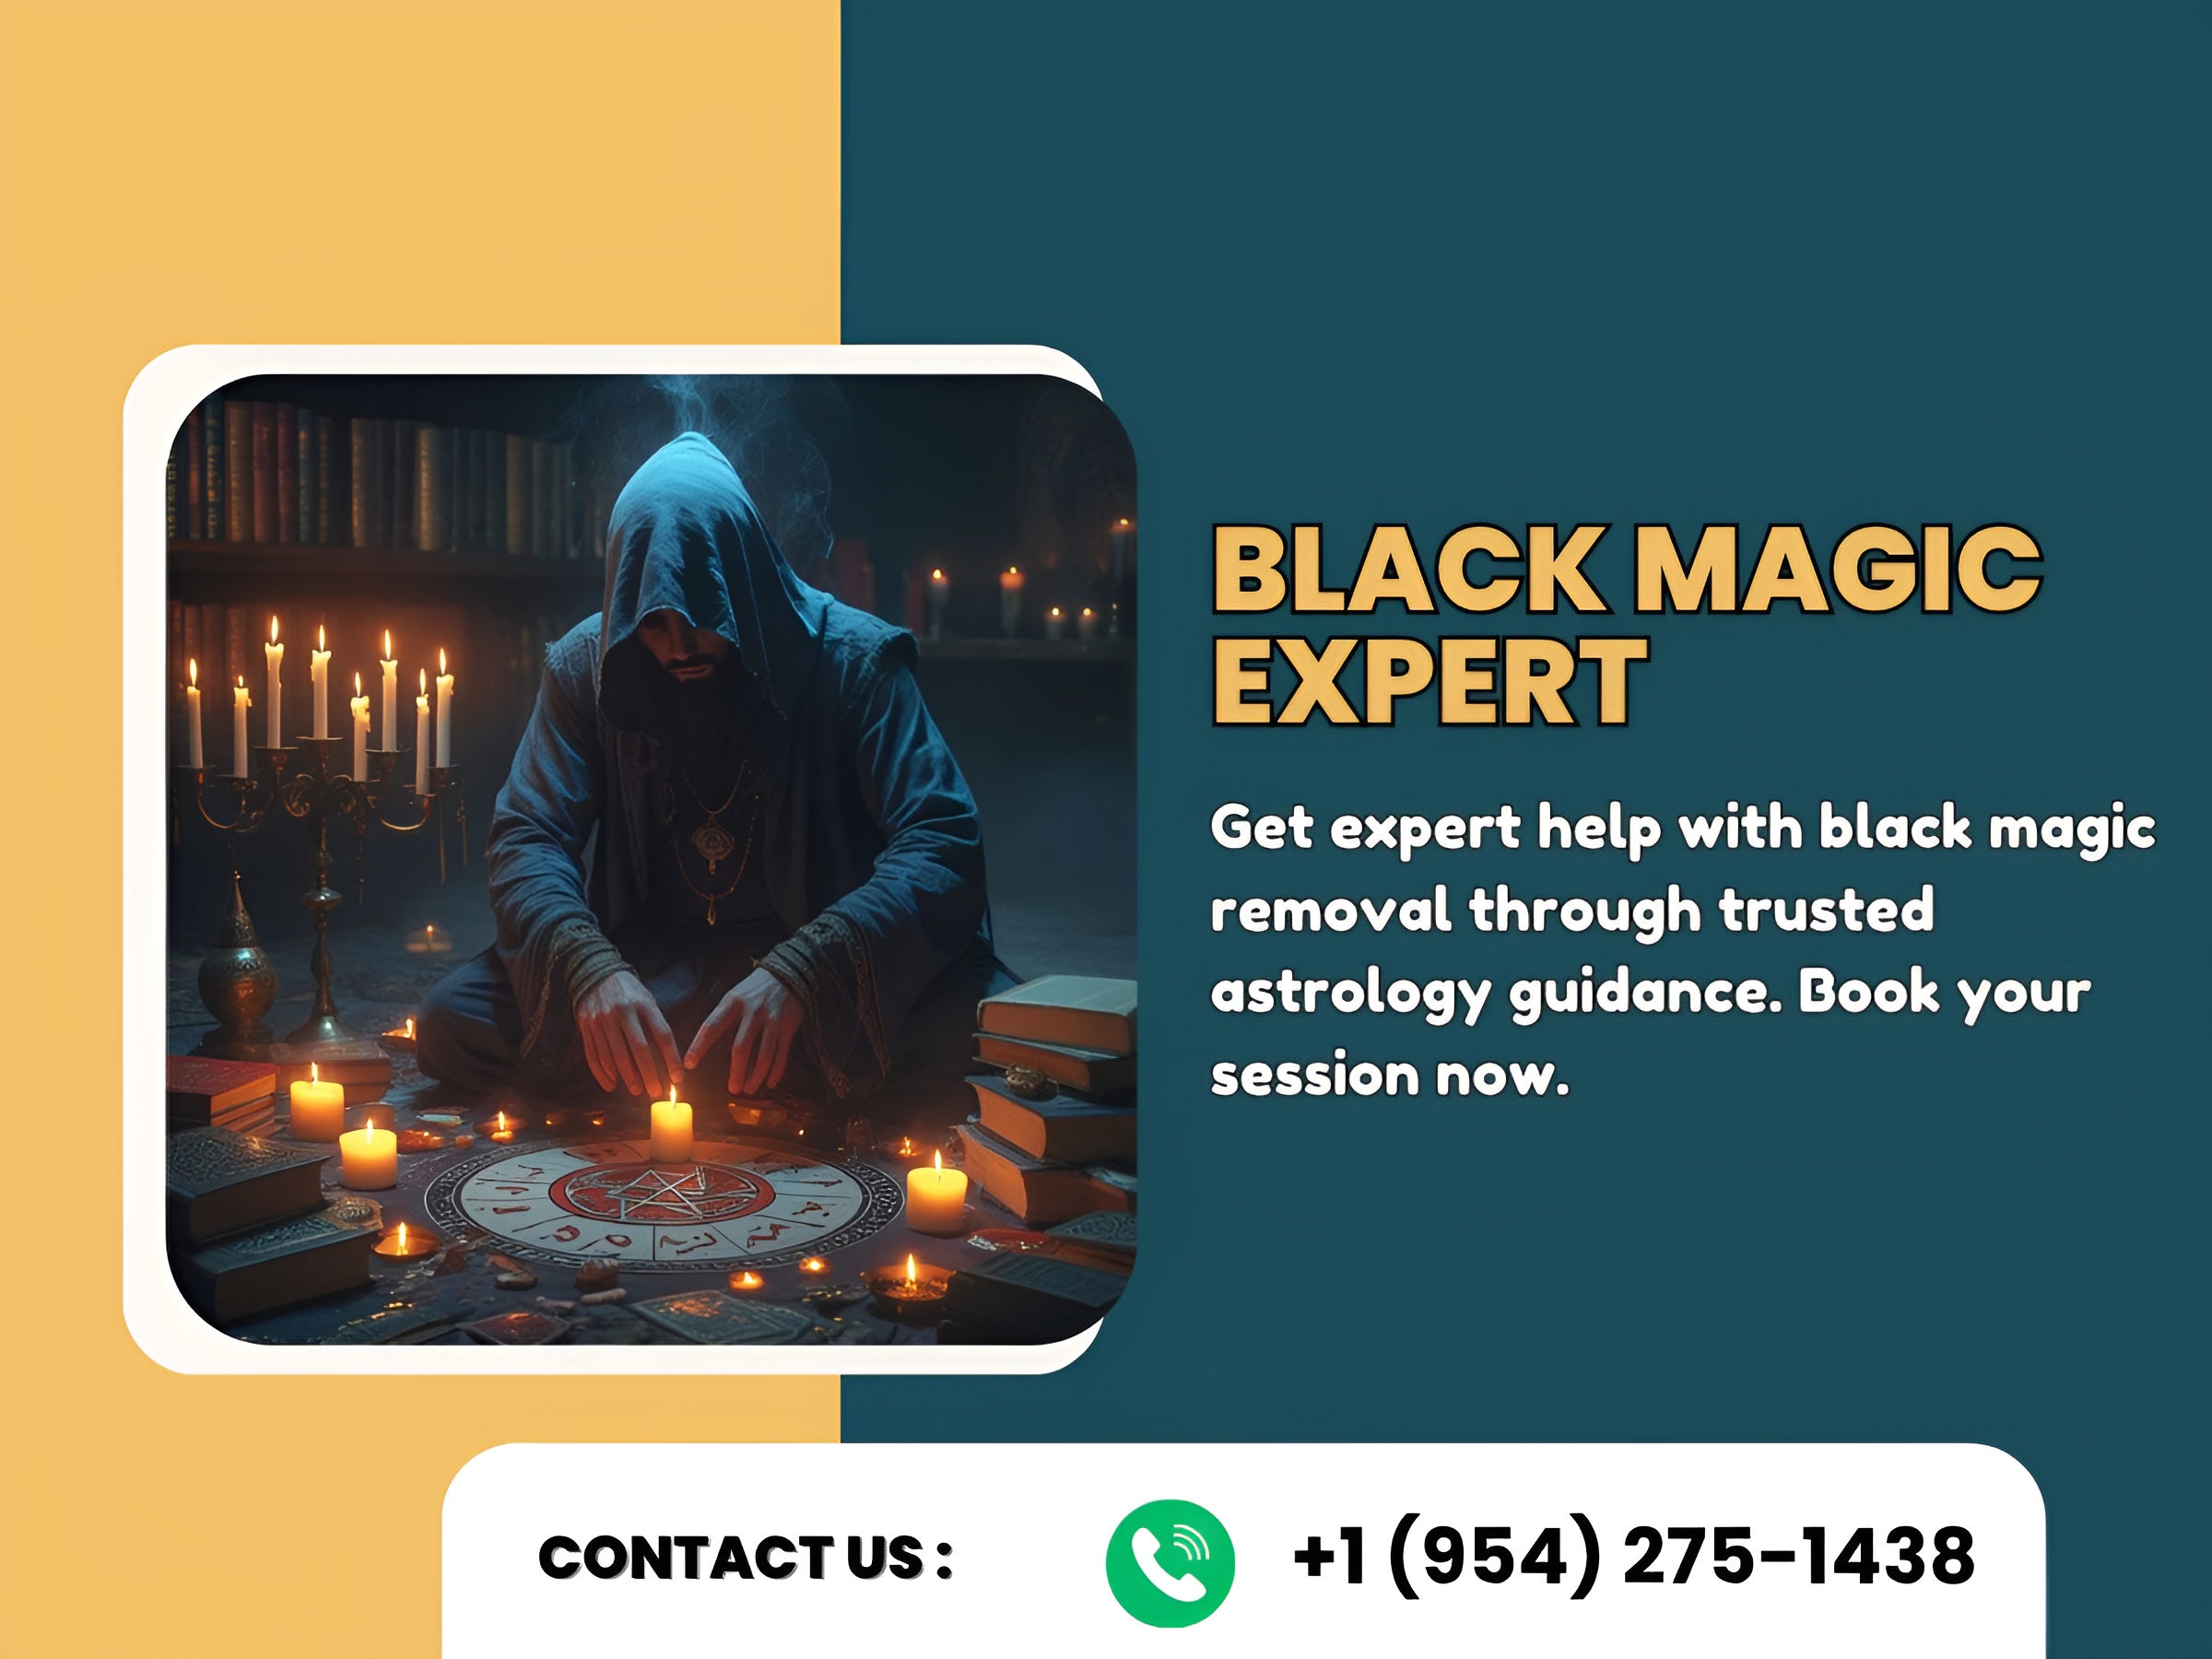 BLACK MAGIC
EXPERT
Get expert help with black magic
removal through trusted
astrology guidance. Book your
session now.
CONTACT US :
+1 (954) 275-1438